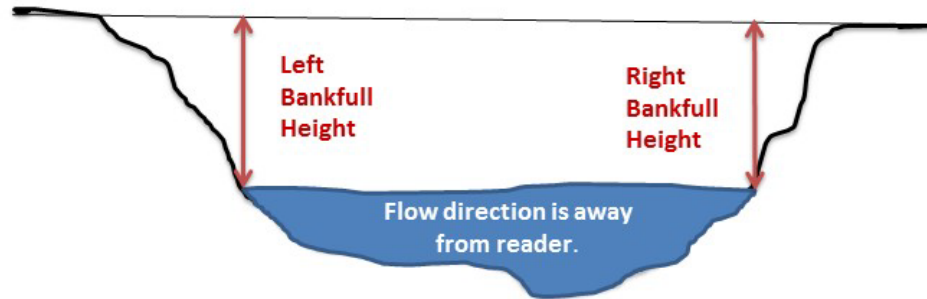 Left
Bankfull
Height
Right
Bankfull
Height
Flow direction is away
from reader.